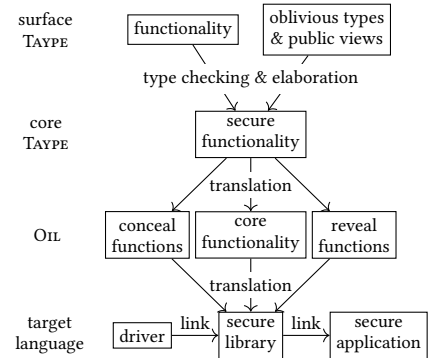 surface
TAYPE
functionality
oblivious types
& public views
type checking & elaboration
core
TAYPE
secure
functionality
translation
OIL
conceal
functions
core
functionality
reveal
functions
translation
target
language
driver
link
secure
library
link
secure
application